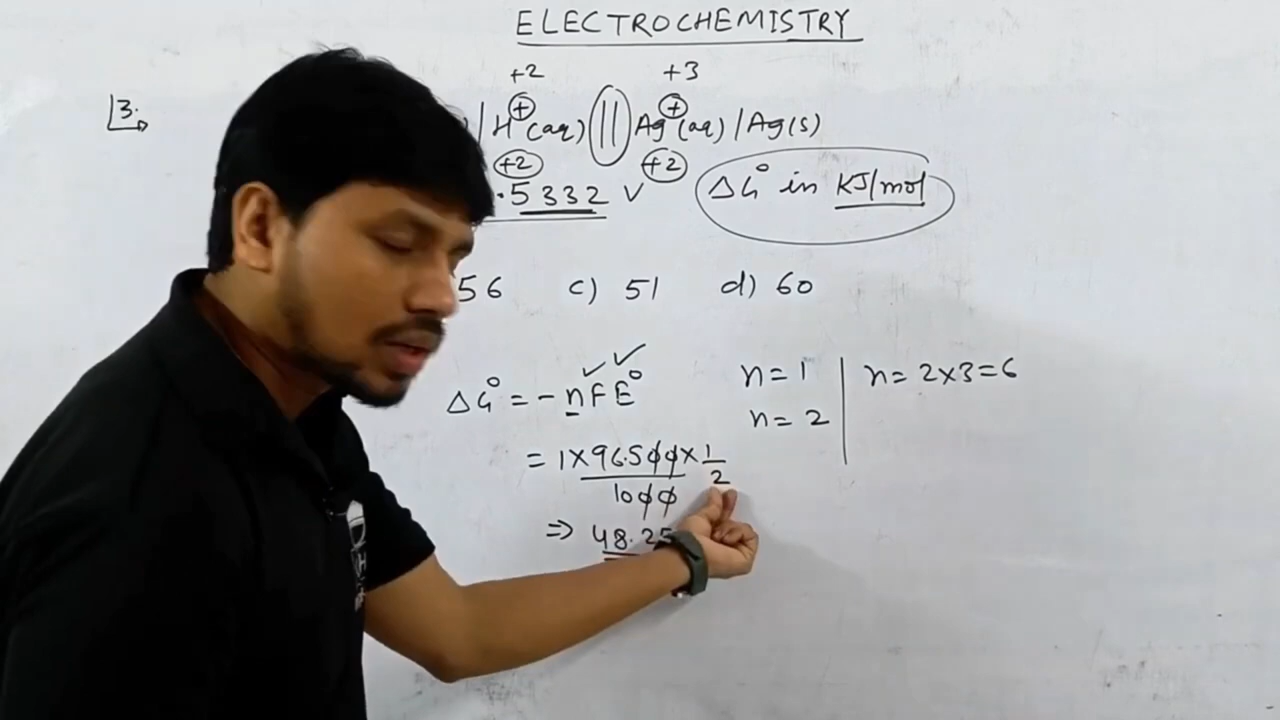 ELECTROCHEMISTRY
+2 +3
3. / H⁺(aq) || Ag⁺(aq) / Ag(s)
+2 +2
.5332 V ΔG° in KJ/mol
56 c) 51 d) 60
ΔG° = - nFE° n = 1 n = 2×3=6
n = 2
= 1 × 96500 × 1
1000 2
⇒ 48.25